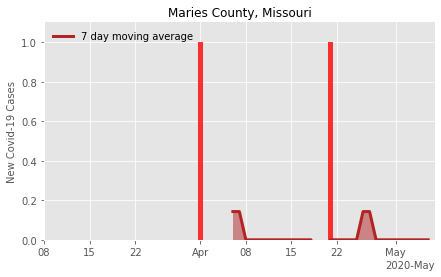 Maries County, Missouri
7 day moving average
New Covid-19 Cases
1.0
0.8
0.6
0.4
0.2
0.0
08 15 22 Apr 08 15 22 May
2020-May